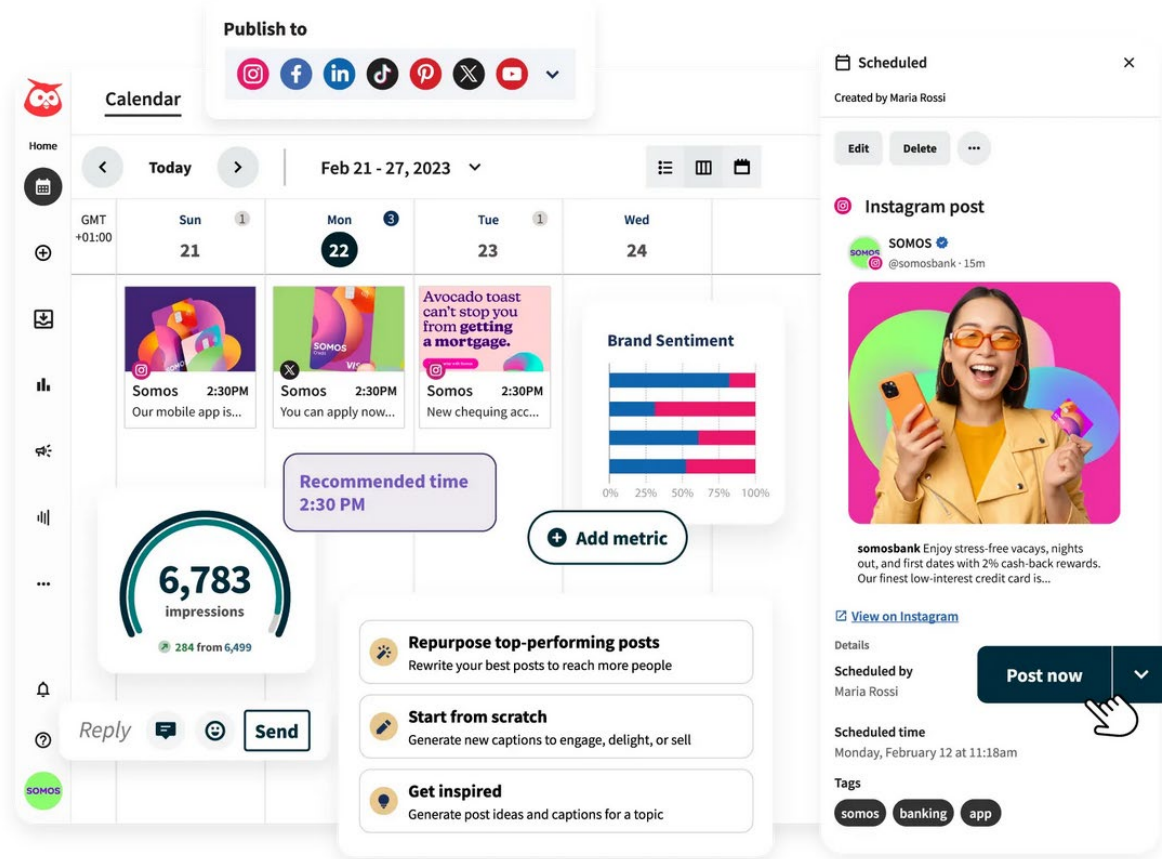 Publish to
Calendar
Home
Today
Feb 21 - 27, 2023
GMT
+01:00
Sun
1
21
Mon
3
22
Tue
1
23
Wed
24
SOMOS
VIS
Avocado toast
can't stop you
from getting
a mortgage.
Somos 2:30PM
Our mobile app is...
Somos 2:30PM
You can apply now...
Somos 2:30PM
New chequing acc...
Recommended time
2:30 PM
Brand Sentiment
0% 25% 50% 75% 100%
Add metric
6,783
impressions
284 from 6,499
Repurpose top-performing posts
Rewrite your best posts to reach more people
Start from scratch
Generate new captions to engage, delight, or sell
Get inspired
Generate post ideas and captions for a topic
Reply
Send
SOMOS
Scheduled
Created by Maria Rossi
Edit
Delete
Instagram post
SOMOS
SOMOS
@somosbank · 15m
somosbank Enjoy stress-free vacays, nights
out, and first dates with 2% cash-back rewards.
Our finest low-interest credit card is...
View on Instagram
Details
Scheduled by
Maria Rossi
Post now
Scheduled time
Monday, February 12 at 11:18am
Tags
somos
banking
app